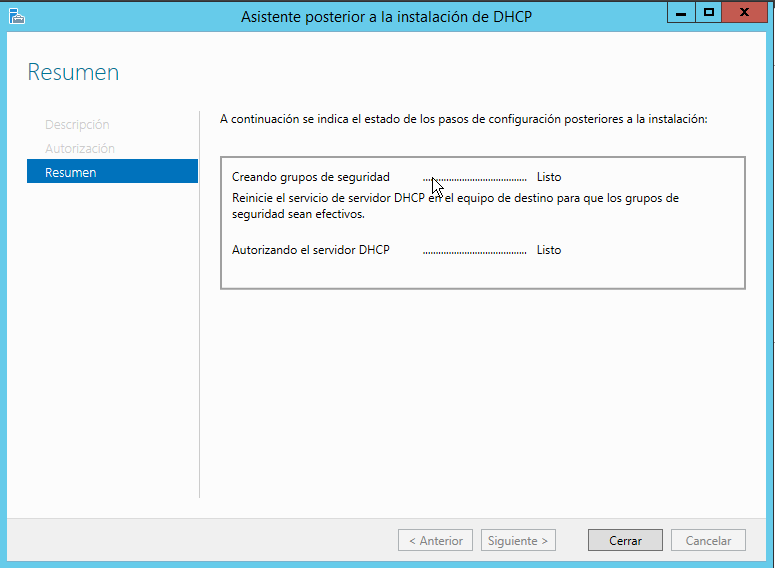 Asistente posterior a la instalación de DHCP
Resumen
Descripción
Autorización
Resumen
A continuación se indica el estado de los pasos de configuración posteriores a la instalación:
Creando grupos de seguridad ........................................ Listo
Reinicie el servicio de servidor DHCP en el equipo de destino para que los grupos de
seguridad sean efectivos.
Autorizando el servidor DHCP ........................................ Listo
< Anterior
Siguiente >
Cerrar
Cancelar